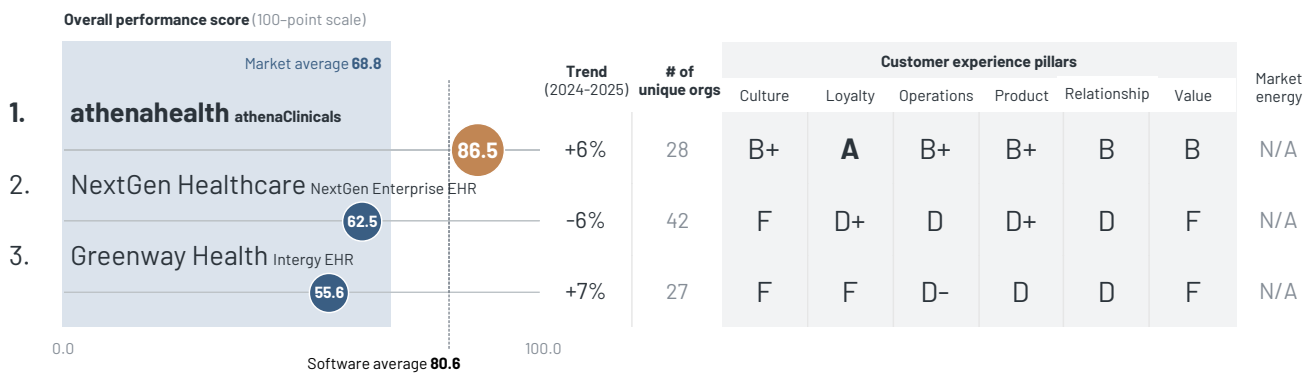 Overall performance score (100-point scale)
Market average 68.8
Trend (2024-2025)
# of unique orgs
Customer experience pillars
Culture Loyalty Operations Product Relationship Value
Market energy
1. athenahealth athenaClinicals
86.5 +6% 28 B+ A B+ B+ B B N/A
2. NextGen Healthcare NextGen Enterprise EHR
62.5 -6% 42 F D+ D D+ D F N/A
3. Greenway Health Intergy EHR
55.6 +7% 27 F F D- D D F N/A
0.0 100.0
Software average 80.6